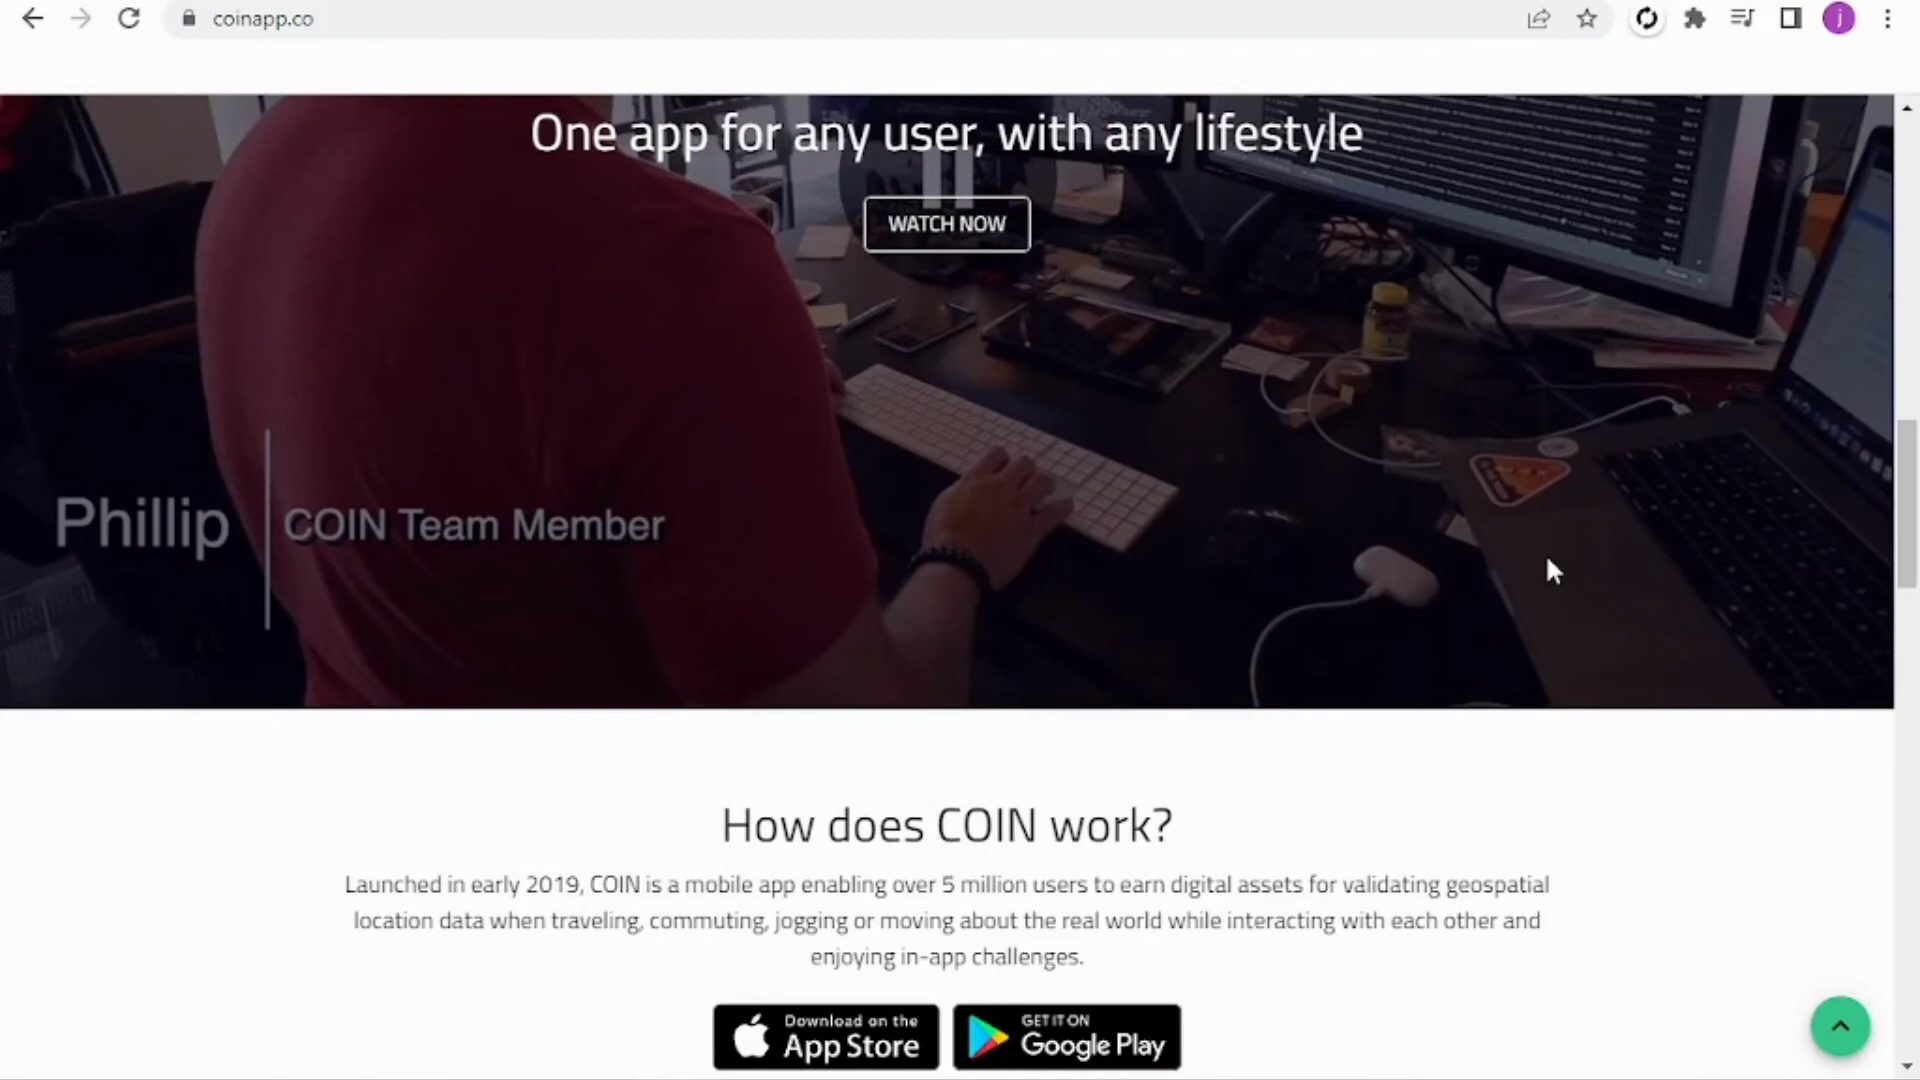 coinapp.co
j
One app for any user, with any lifestyle
WATCH NOW
Phillip
COIN Team Member
How does COIN work?
Launched in early 2019, COIN is a mobile app enabling over 5 million users to earn digital assets for validating geospatial
location data when traveling, commuting, jogging or moving about the real world while interacting with each other and
enjoying in-app challenges.
Download on the
App Store
GET IT ON
Google Play